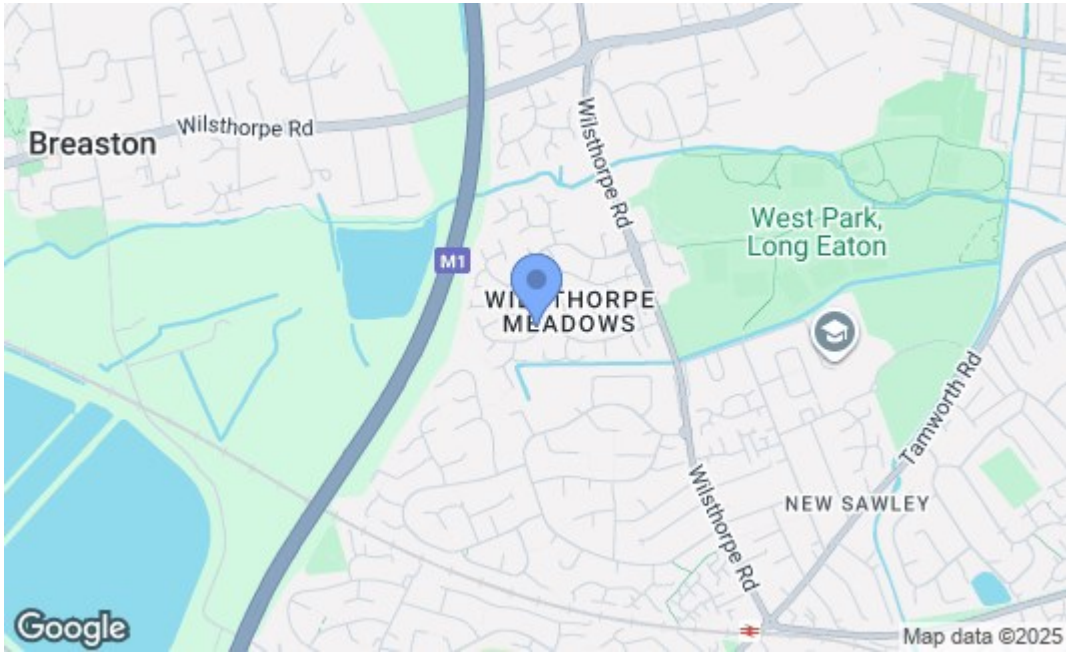 Wilsthorpe Rd
Breaston
Wilsthorpe Rd
West Park,
Long Eaton
M1
WILSTHORPE
MEADOWS
Tamworth Rd
Wilsthorpe Rd
NEW SAWLEY
Google
Map data ©2025